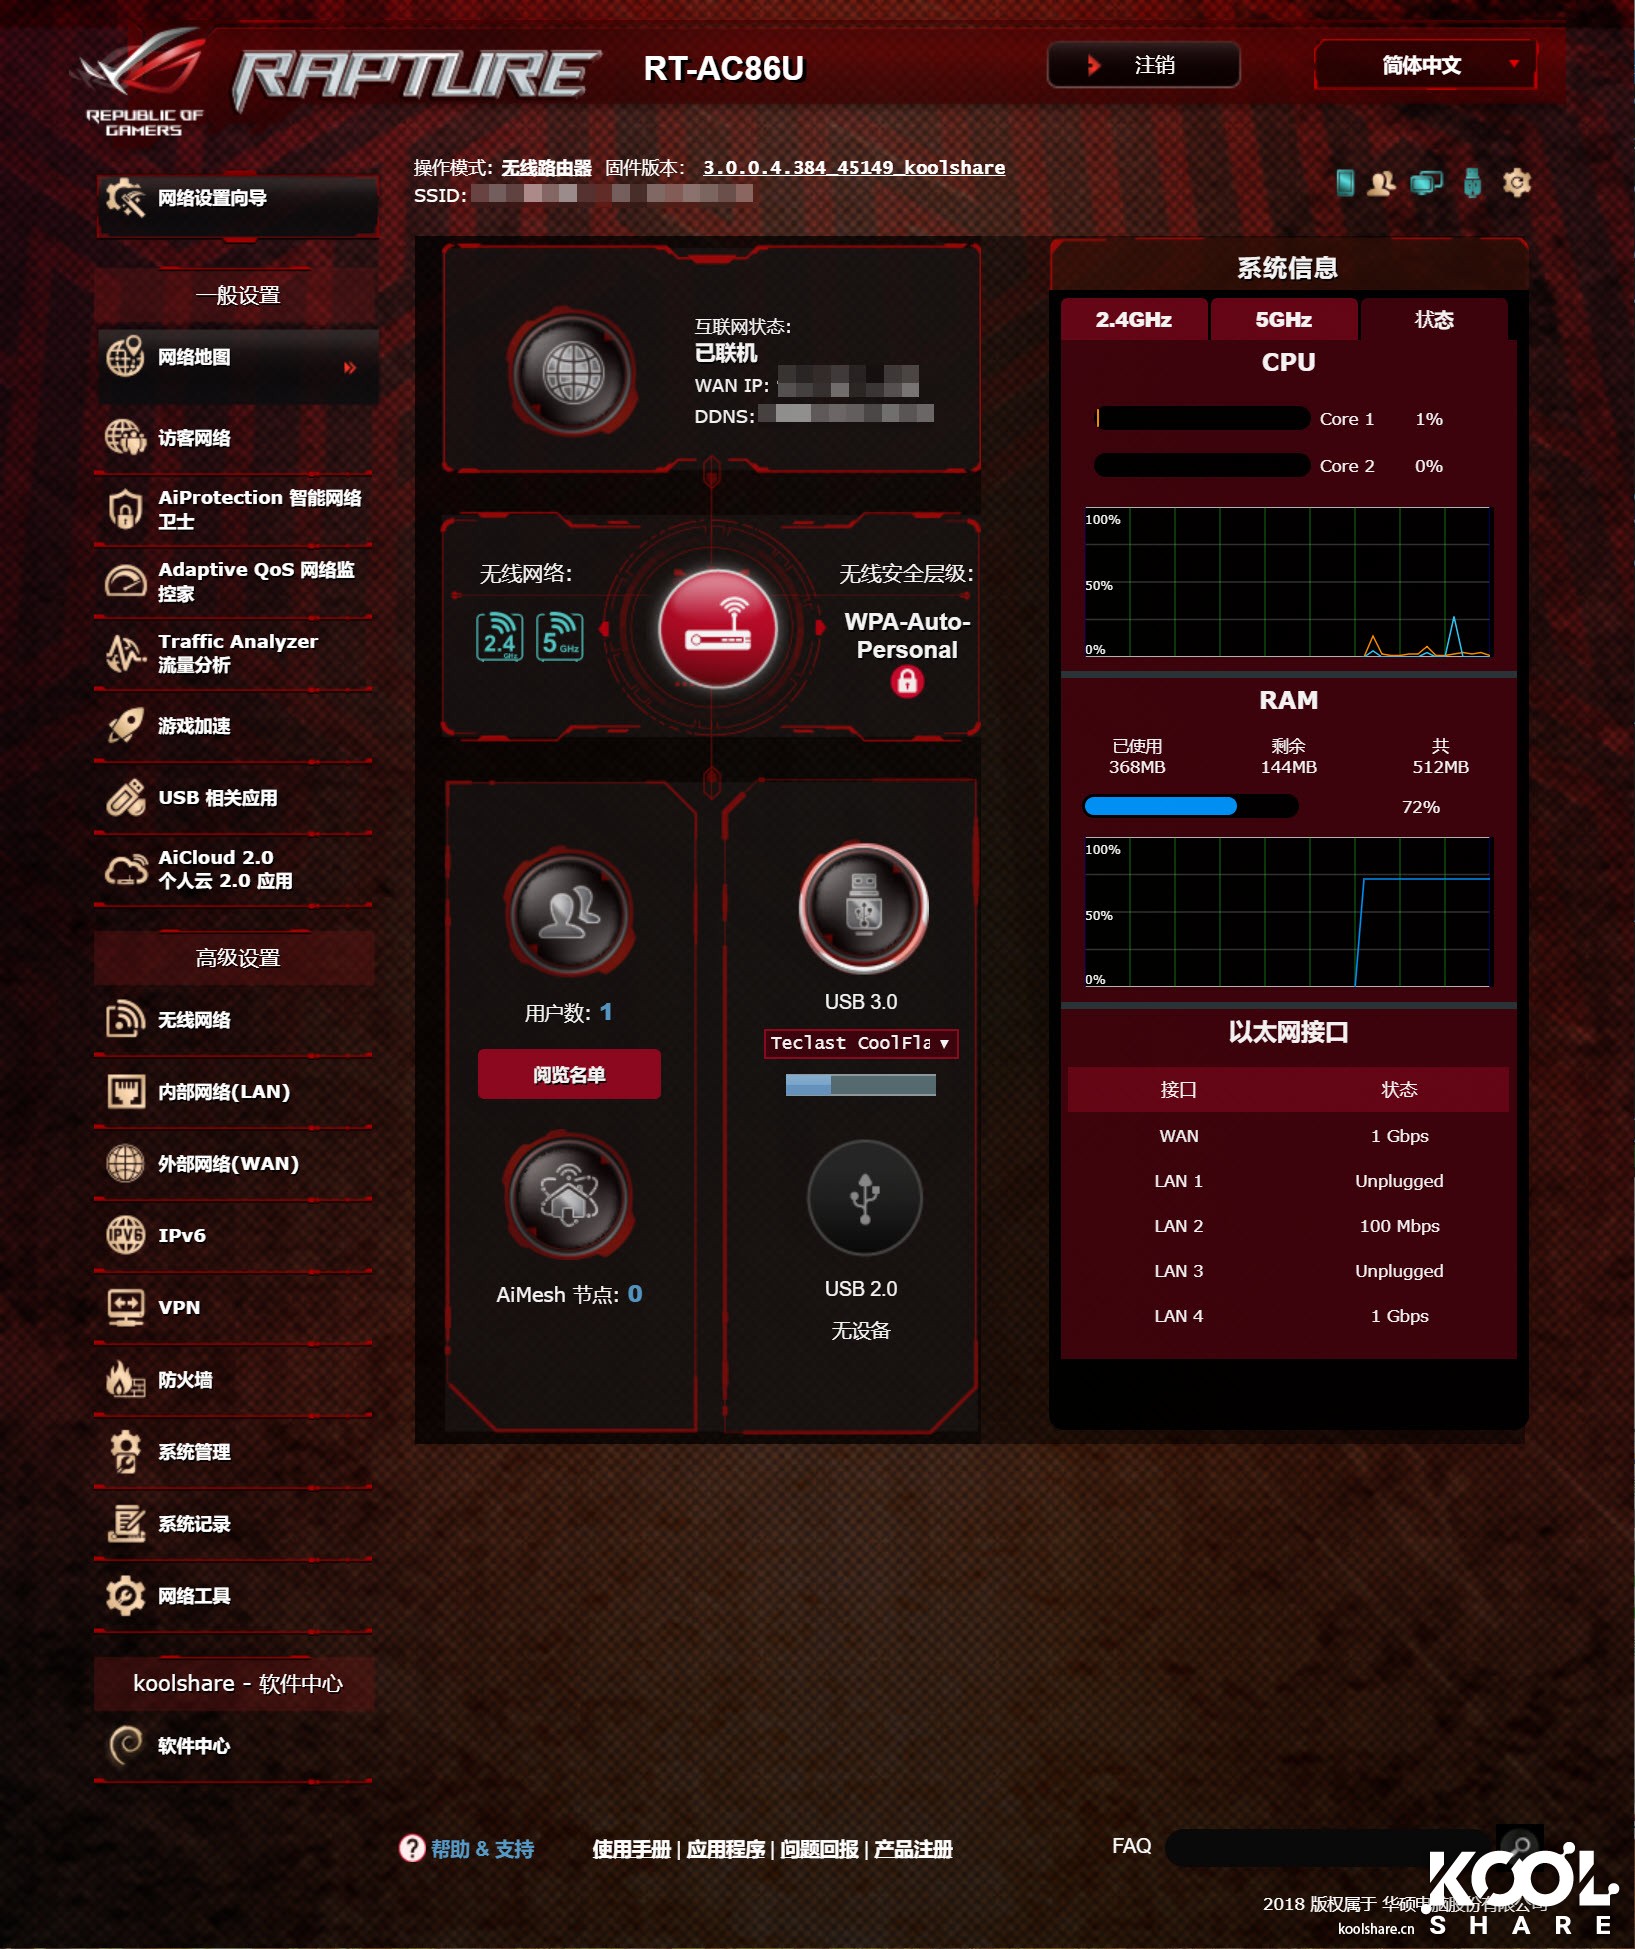 REPUBLIC OF
GAMERS
RAPTURE
RT-AC86U
注销
简体中文
操作模式: 无线路由器 固件版本: 3.0.0.4.384_45149_koolshare
SSID:
网络设置向导
一般设置
网络地图
访客网络
AiProtection 智能网络
卫士
Adaptive QoS 网络监
控家
Traffic Analyzer
流量分析
游戏加速
USB 相关应用
AiCloud 2.0
个人云 2.0 应用
高级设置
无线网络
内部网络(LAN)
外部网络(WAN)
IPv6
VPN
防火墙
系统管理
系统记录
网络工具
koolshare - 软件中心
软件中心
互联网状态:
已联机
WAN IP:
DDNS:
无线网络:
2.4 GHz
5 GHz
无线安全层级:
WPA-Auto-
Personal
用户数: 1
阅览名单
AiMesh 节点: 0
USB 3.0
Teclast CoolFla
USB 2.0
无设备
系统信息
2.4GHz 5GHz 状态
CPU
Core 1 1%
Core 2 0%
100%
50%
0%
RAM
已使用 剩余 共
368MB 144MB 512MB
72%
100%
50%
0%
以太网接口
接口 状态
WAN 1 Gbps
LAN 1 Unplugged
LAN 2 100 Mbps
LAN 3 Unplugged
LAN 4 1 Gbps
帮助 & 支持
使用手册 | 应用程序 | 问题回报 | 产品注册
FAQ
2018 版权属于 华硕电脑股份有限公司
KOOL
SHARE
koolshare.cn